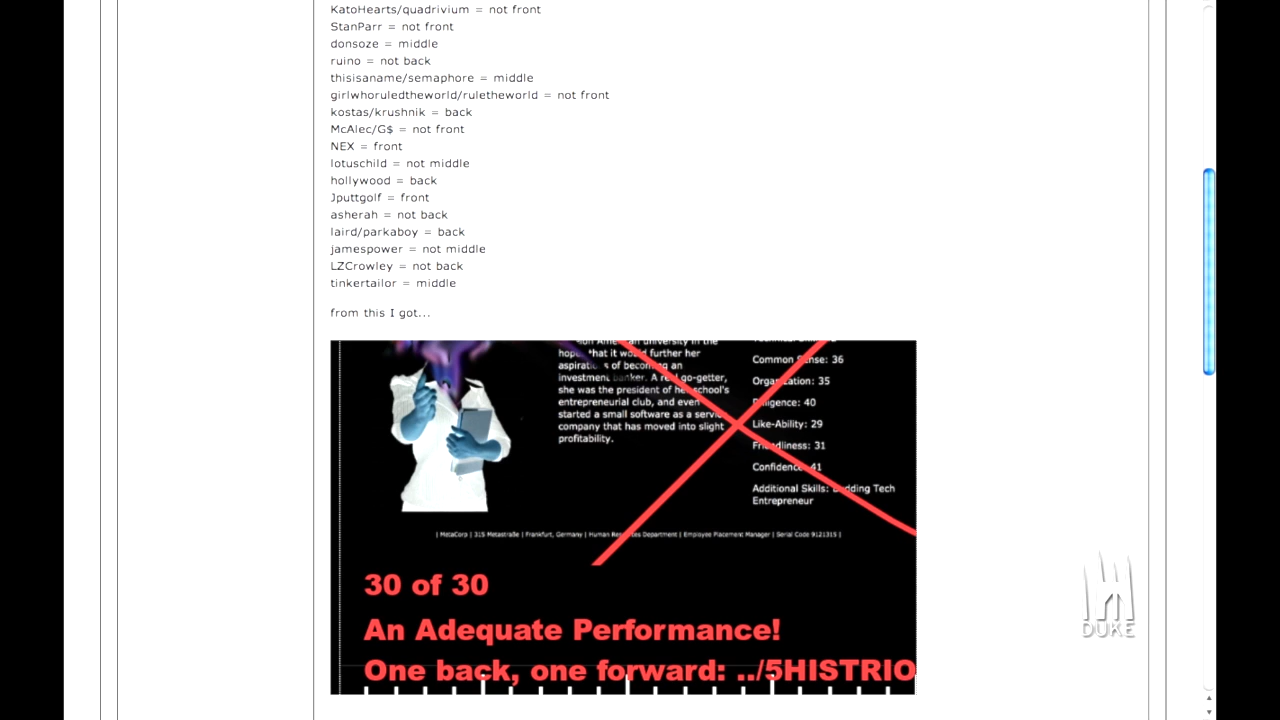 KatoHearts/quadrivium = not front
StanParr = not front
donsoze = middle
ruino = not back
thisisaname/semaphore = middle
girlwhoruledtheworld/ruletheworld = not front
kostas/krushnik = back
McAlec/G$ = not front
NEX = front
lotuschild = not middle
hollywood = back
Jputtgolf = front
asherah = not back
laird/parkaboy = back
jamespower = not middle
LZCrowley = not back
tinkertailor = middle
from this I got...
American university in the
hope that it would further her
aspirations of becoming an
investment banker. A real go-getter,
she was the president of her school's
entrepreneurial club, and even
started a small software as a service
company that has moved into slight
profitability.
Common Sense: 36
Organization: 35
Diligence: 40
Like-Ability: 29
Friendliness: 31
Confidence: 41
Additional Skills: Budding Tech
Entrepreneur
| MetaCorp | 315 Metastraße | Frankfurt, Germany | Human Resources Department | Employee Placement Manager | Serial Code 9121315 |
30 of 30
An Adequate Performance!
One back, one forward: ../5HISTRIO
DUKE